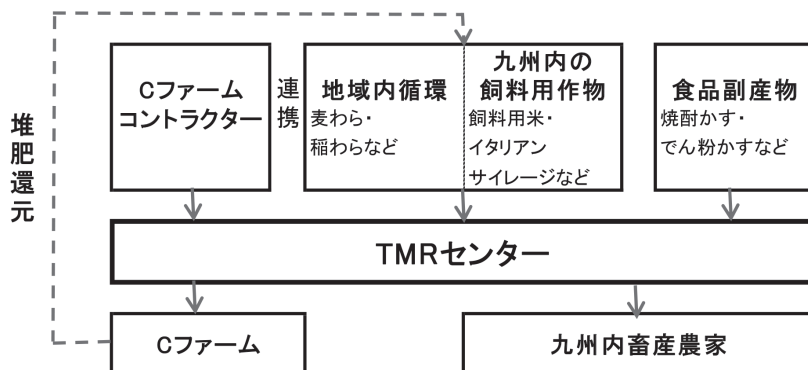 堆肥還元
Cファーム
コントラクター
連携
地域内循環
麦わら・
稲わらなど
九州内の
飼料用作物
飼料用米・
イタリアン
サイレージなど
食品副産物
焼酎かす・
でん粉かすなど
TMRセンター
Cファーム
九州内畜産農家